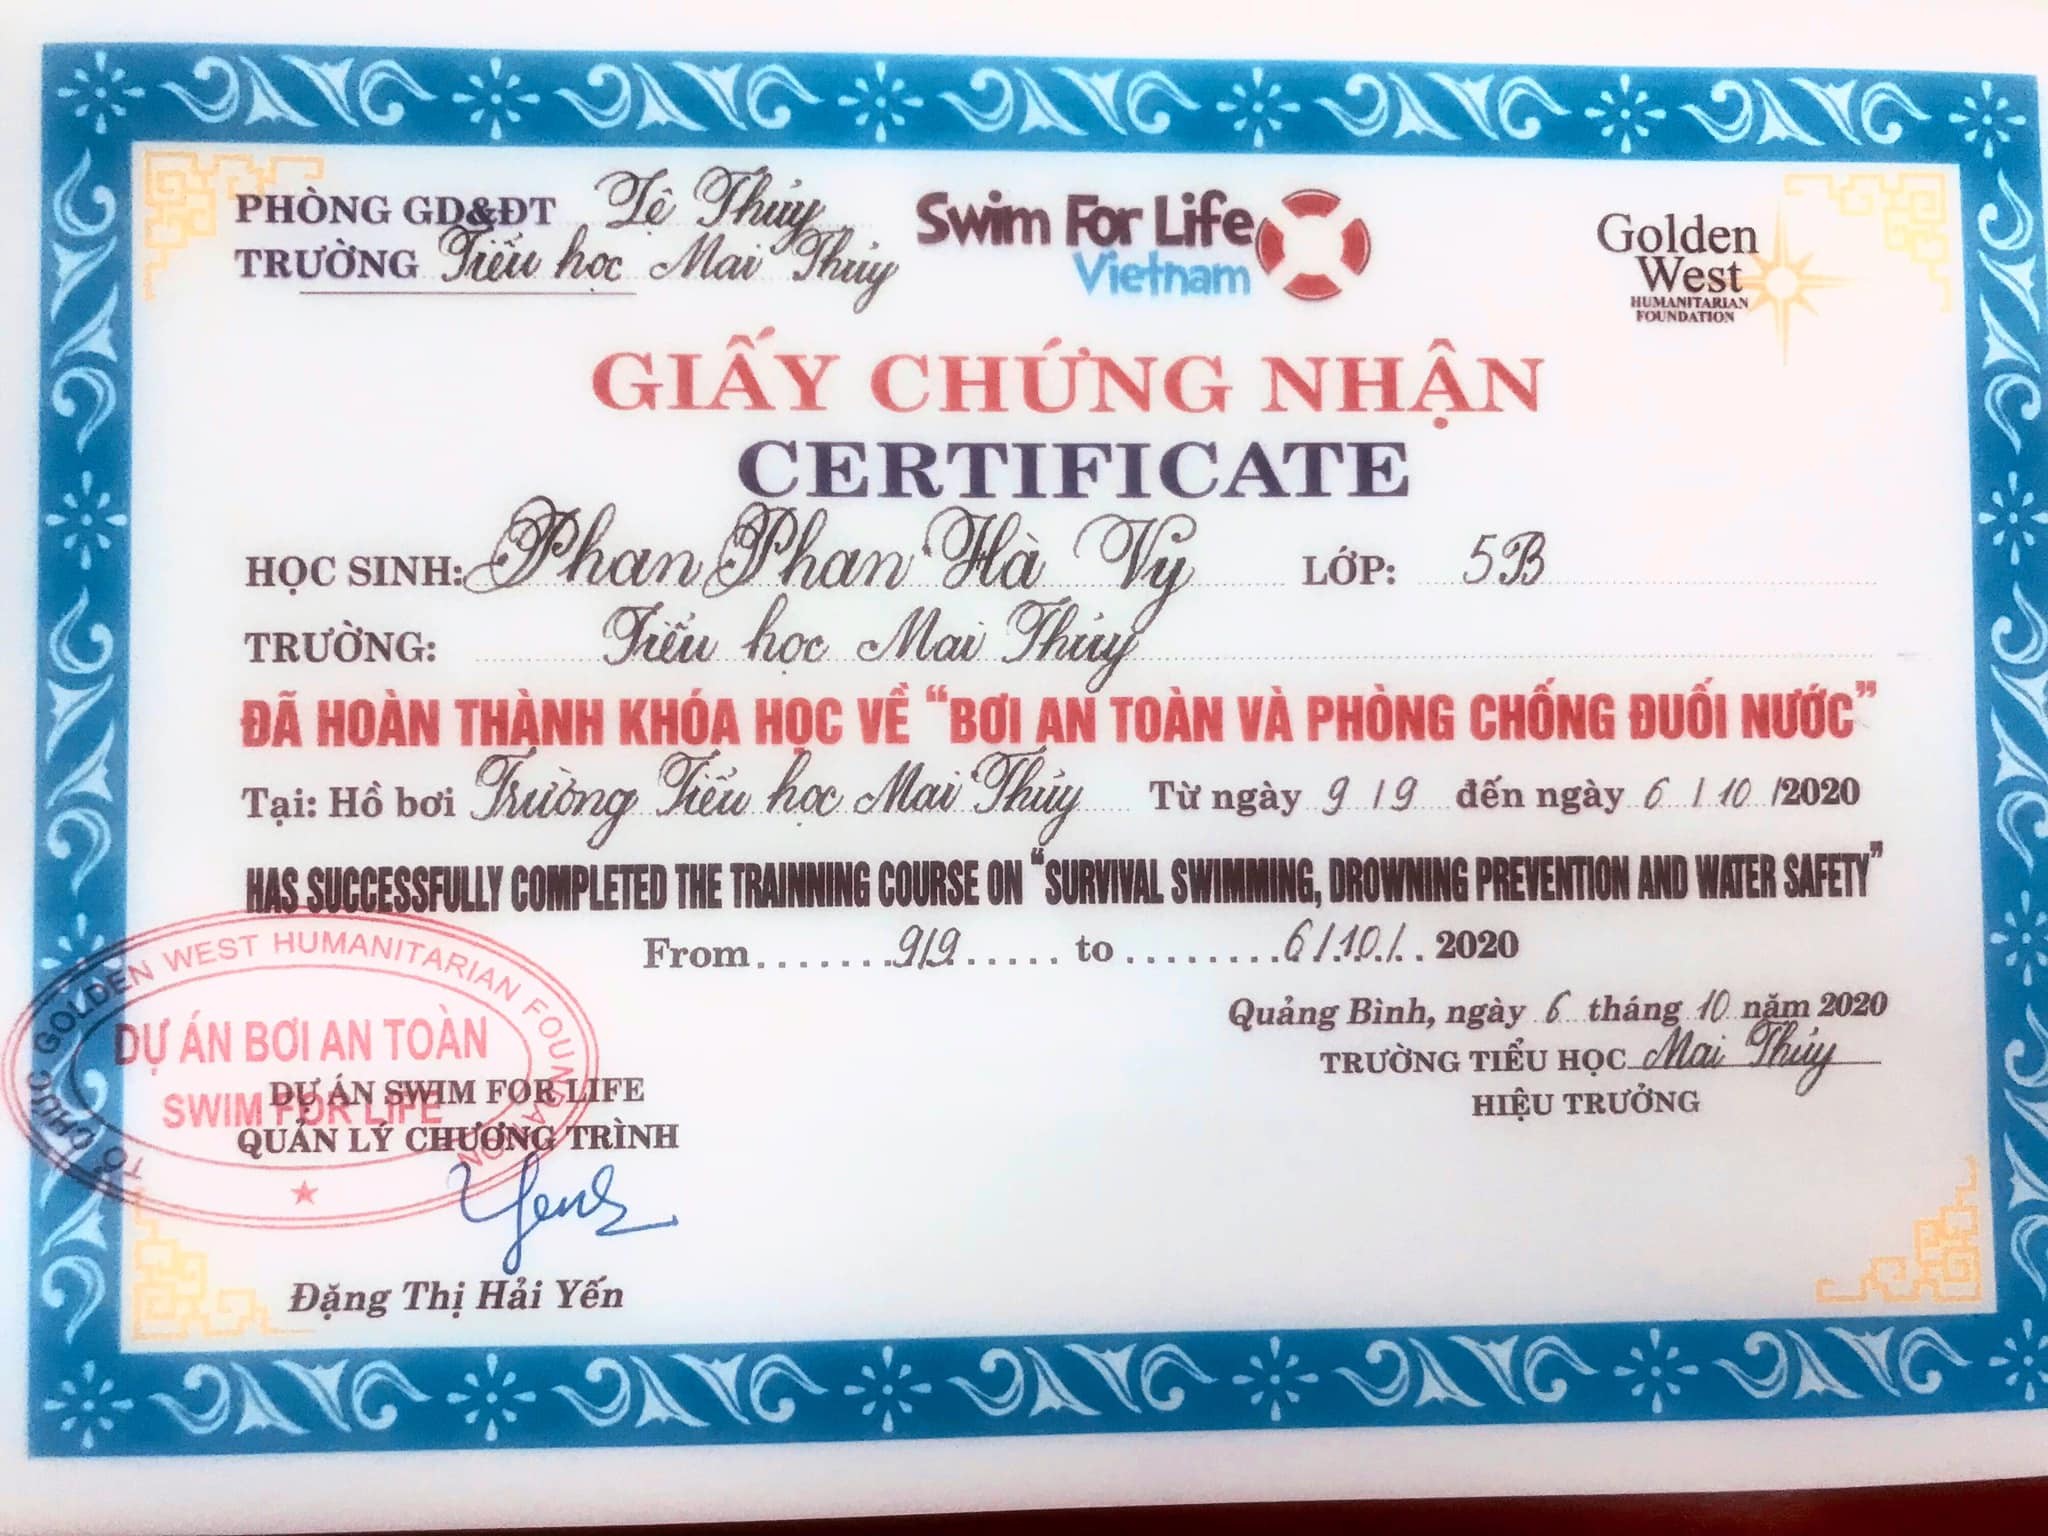 PHÒNG GD&ĐT Lệ Thủy
TRƯỜNG Tiểu học Mai Thủy
Swim For Life
Vietnam
Golden
West
HUMANITARIAN
FOUNDATION
GIẤY CHỨNG NHẬN
CERTIFICATE
HỌC SINH: Phan Phan Hà Vy LỚP: 5B
TRƯỜNG: Tiểu học Mai Thủy
ĐÃ HOÀN THÀNH KHÓA HỌC VỀ “BƠI AN TOÀN VÀ PHÒNG CHỐNG ĐUỐI NƯỚC”
Tại: Hồ bơi Trường Tiểu học Mai Thủy Từ ngày 9/9 đến ngày 6/10/2020
HAS SUCCESSFULLY COMPLETED THE TRAINNING COURSE ON “SURVIVAL SWIMMING, DROWNING PREVENTION AND WATER SAFETY”
From.......9/9.....to........6/10/..2020
Quảng Bình, ngày 6 tháng 10 năm 2020
TRƯỜNG TIỂU HỌC Mai Thủy
HIỆU TRƯỞNG
TỔ CHỨC GOLDEN WEST HUMANITARIAN FOUNDATION
DỰ ÁN BƠI AN TOÀN
SWIM FOR LIFE
DỰ ÁN SWIM FOR LIFE
QUẢN LÝ CHƯƠNG TRÌNH
Yến
Đặng Thị Hải Yến